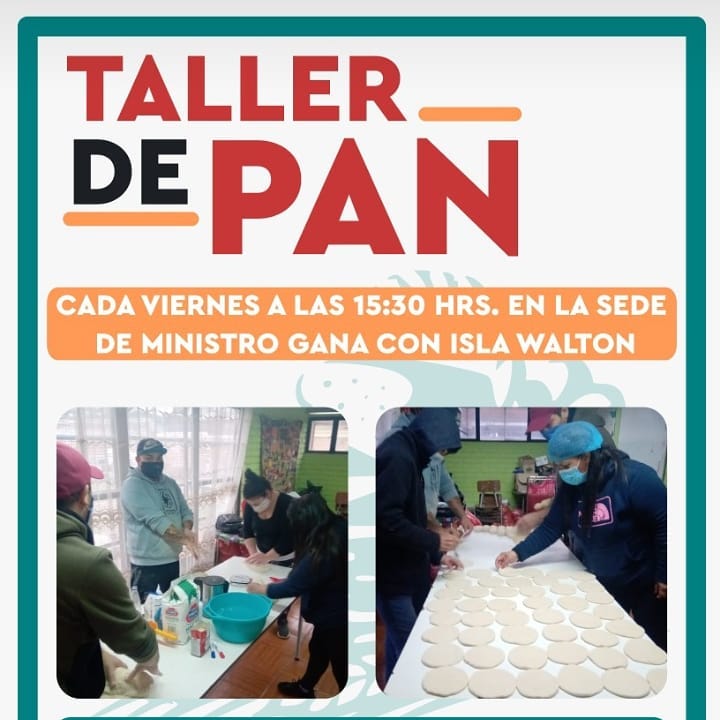 TALLER
DE PAN
CADA VIERNES A LAS 15:30 HRS. EN LA SEDE
DE MINISTRO GANA CON ISLA WALTON